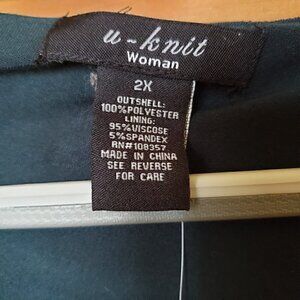 u-knit
Woman
2X
OUTSHELL:
100%POLYESTER
LINING:
95%VISCOSE
5%SPANDEX
RN#108357
MADE IN CHINA
SEE REVERSE
FOR CARE